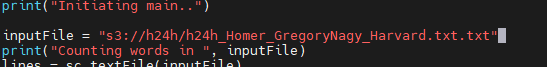 print("Initiating main..")
inputFile = "s3://h24h/h24h_Homer_GregoryNagy_Harvard.txt.txt"
print("Counting words in ", inputFile)
lines = sc.textFile(inputFile)